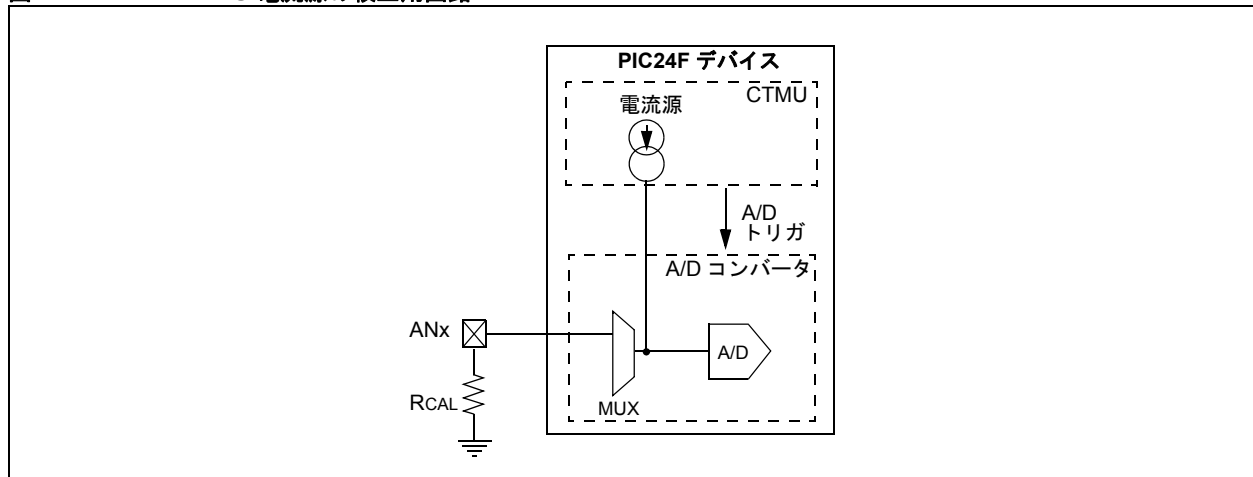 PIC24F デバイス
CTMU
電流源
A/D
トリガ
A/D コンバータ
ANx
A/D
RCAL
MUX